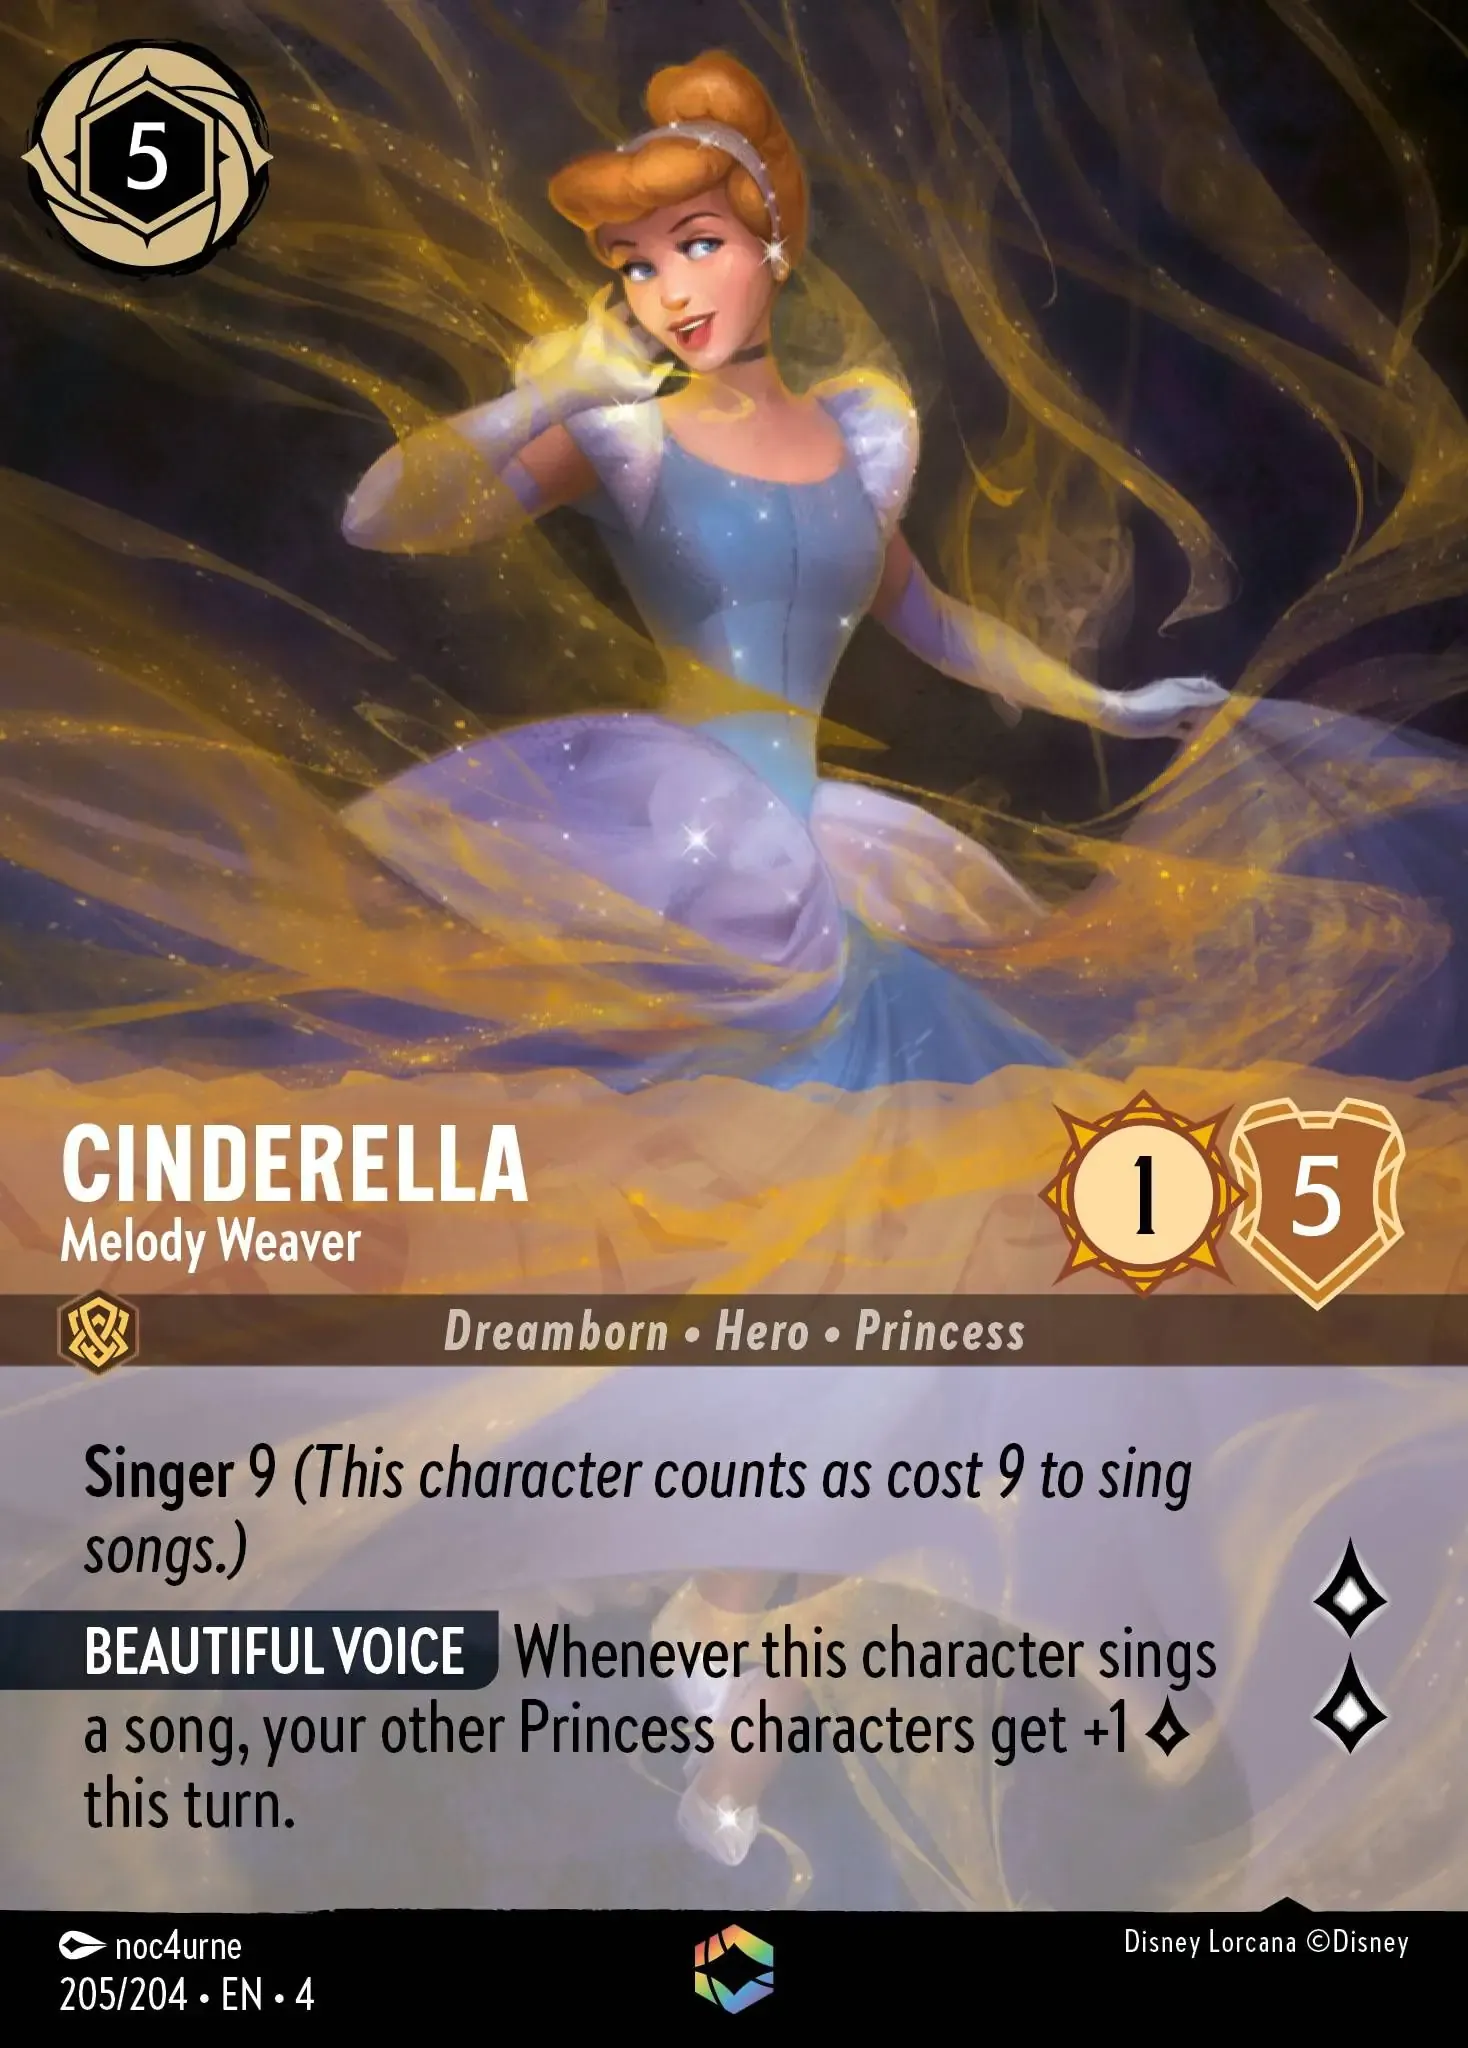 5
CINDERELLA
Melody Weaver
1
5
Dreamborn • Hero • Princess
Singer 9 (This character counts as cost 9 to sing
songs.)
BEAUTIFUL VOICE Whenever this character sings
a song, your other Princess characters get +1
this turn.
noc4urne
205/204 • EN • 4
Disney Lorcana ©Disney